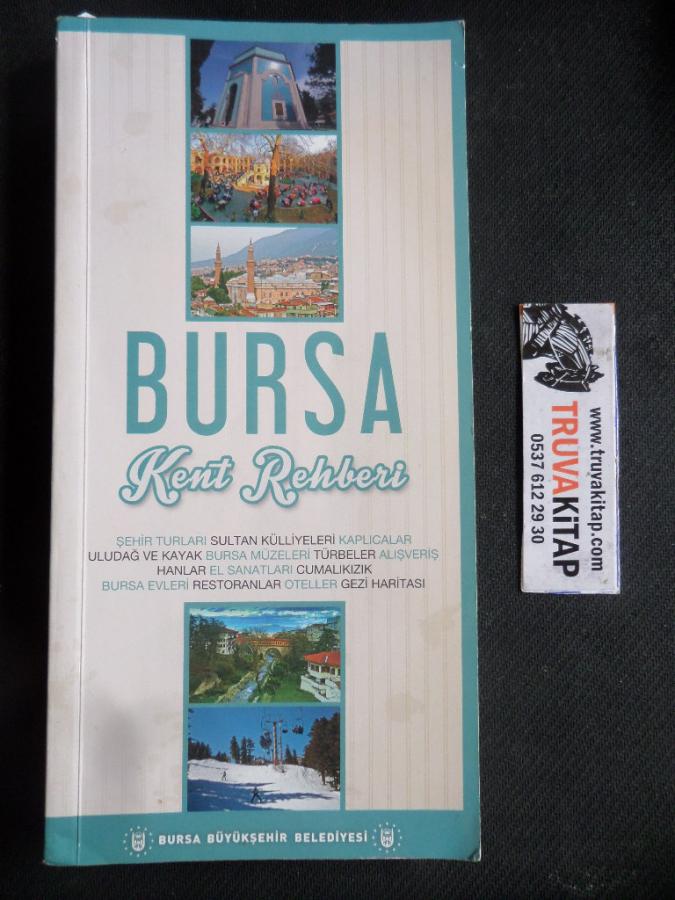 BURSA
Kent Rehberi
ŞEHİR TURLARI SULTAN KÜLLİYELERİ KAPLICALAR
ULUDAĞ VE KAYAK BURSA MÜZELERİ TÜRBELER ALIŞVERİŞ
HANLAR EL SANATLARI CUMALIKIZIK
BURSA EVLERİ RESTORANLAR OTELLER GEZİ HARİTASI
BURSA BÜYÜKŞEHİR BELEDİYESİ
www.truvakitap.com
TRUVAKİTAP
0537 612 29 30